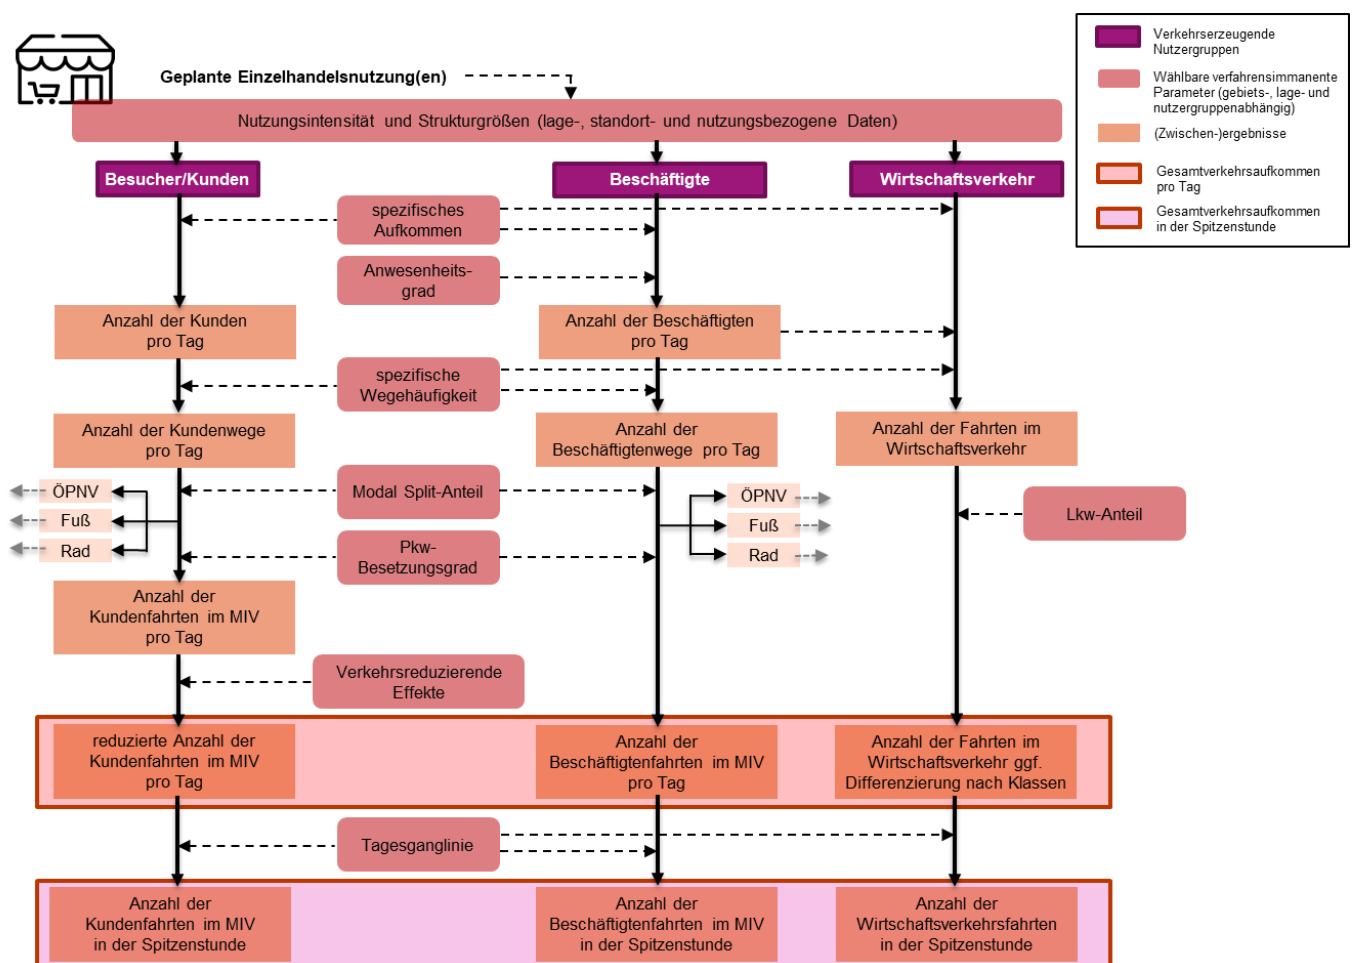 Geplante Einzelhandelsnutzung(en)
Nutzungsintensität und Strukturgrößen (lage-, standort- und nutzungsbezogene Daten)
Besucher/Kunden
Beschäftigte
Wirtschaftsverkehr
spezifisches
Aufkommen
Anwesenheits-
grad
Anzahl der Kunden
pro Tag
Anzahl der Beschäftigten
pro Tag
spezifische
Wegehäufigkeit
Anzahl der Kundenwege
pro Tag
Anzahl der
Beschäftigtenwege pro Tag
Anzahl der Fahrten im
Wirtschaftsverkehr
ÖPNV
Fuß
Rad
Modal Split-Anteil
ÖPNV
Fuß
Rad
Lkw-Anteil
Pkw-
Besetzungsgrad
Anzahl der
Kundenfahrten im MIV
pro Tag
Verkehrsreduzierende
Effekte
reduzierte Anzahl der
Kundenfahrten im MIV
pro Tag
Anzahl der
Beschäftigtenfahrten im MIV
pro Tag
Anzahl der Fahrten im
Wirtschaftsverkehr ggf.
Differenzierung nach Klassen
Tagesganglinie
Anzahl der
Kundenfahrten im MIV
in der Spitzenstunde
Anzahl der
Beschäftigtenfahrten im MIV
in der Spitzenstunde
Anzahl der
Wirtschaftsverkehrsfahrten
in der Spitzenstunde
Verkehrserzeugende
Nutzergruppen
Wählbare verfahrensimmanente
Parameter (gebiets-, lage- und
nutzergruppenabhängig)
(Zwischen-)ergebnisse
Gesamtverkehrsaufkommen
pro Tag
Gesamtverkehrsaufkommen
in der Spitzenstunde